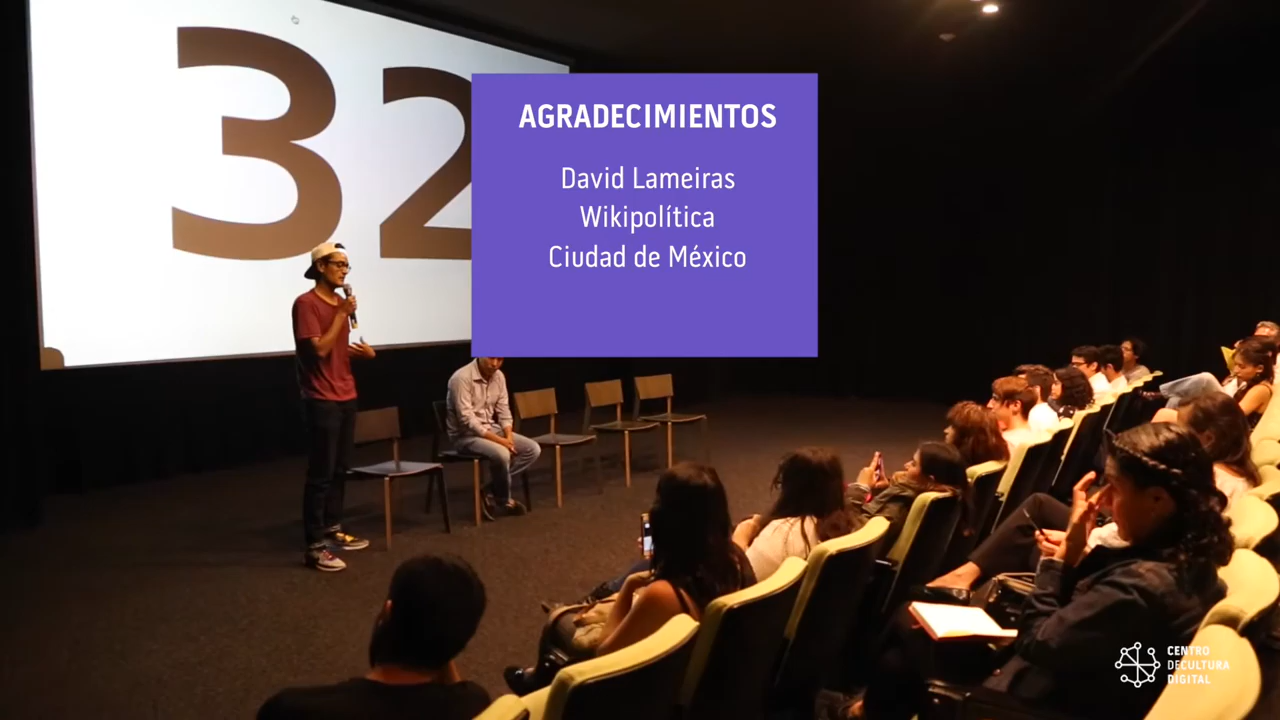 32
AGRADECIMIENTOS
David Lameiras
Wikipolítica
Ciudad de México
CENTRO
DECULTURA
DIGITAL